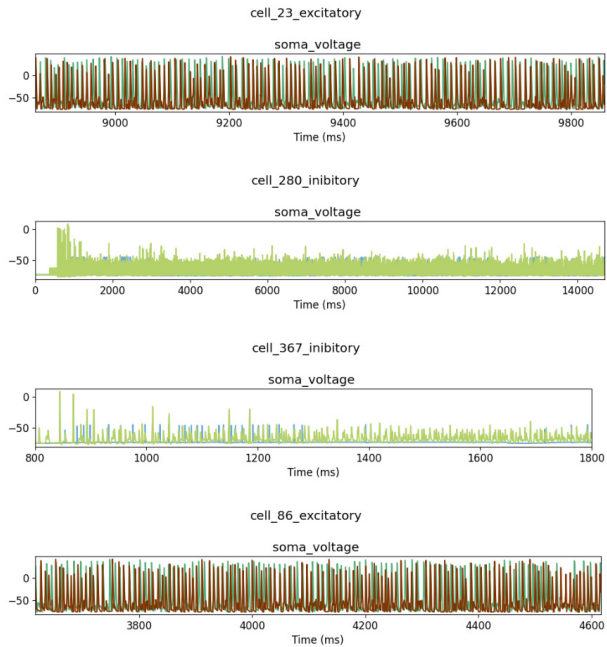 cell_23_excitatory
soma_voltage
0
−50
9000 9200 9400 9600 9800
Time (ms)
cell_280_inibitory
soma_voltage
0
−50
0 2000 4000 6000 8000 10000 12000 14000
Time (ms)
cell_367_inibitory
soma_voltage
0
−50
800 1000 1200 1400 1600 1800
Time (ms)
cell_86_excitatory
soma_voltage
0
−50
3800 4000 4200 4400 4600
Time (ms)